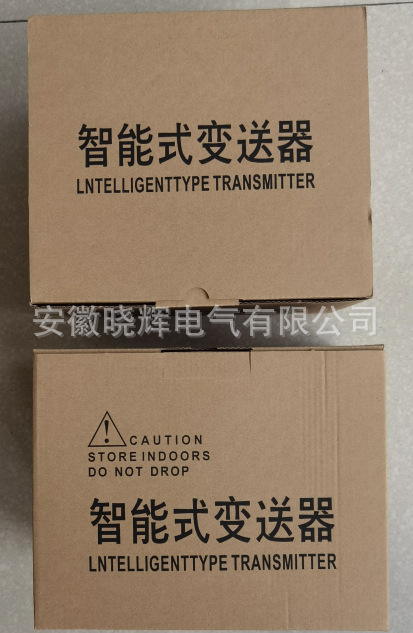 智能式变送器
LNTELLIGENTTYPE TRANSMITTER
安徽晓辉电气有限公司
CAUTION
STORE INDOORS
DO NOT DROP
智能式变送器
LNTELLIGENTTYPE TRANSMITTER